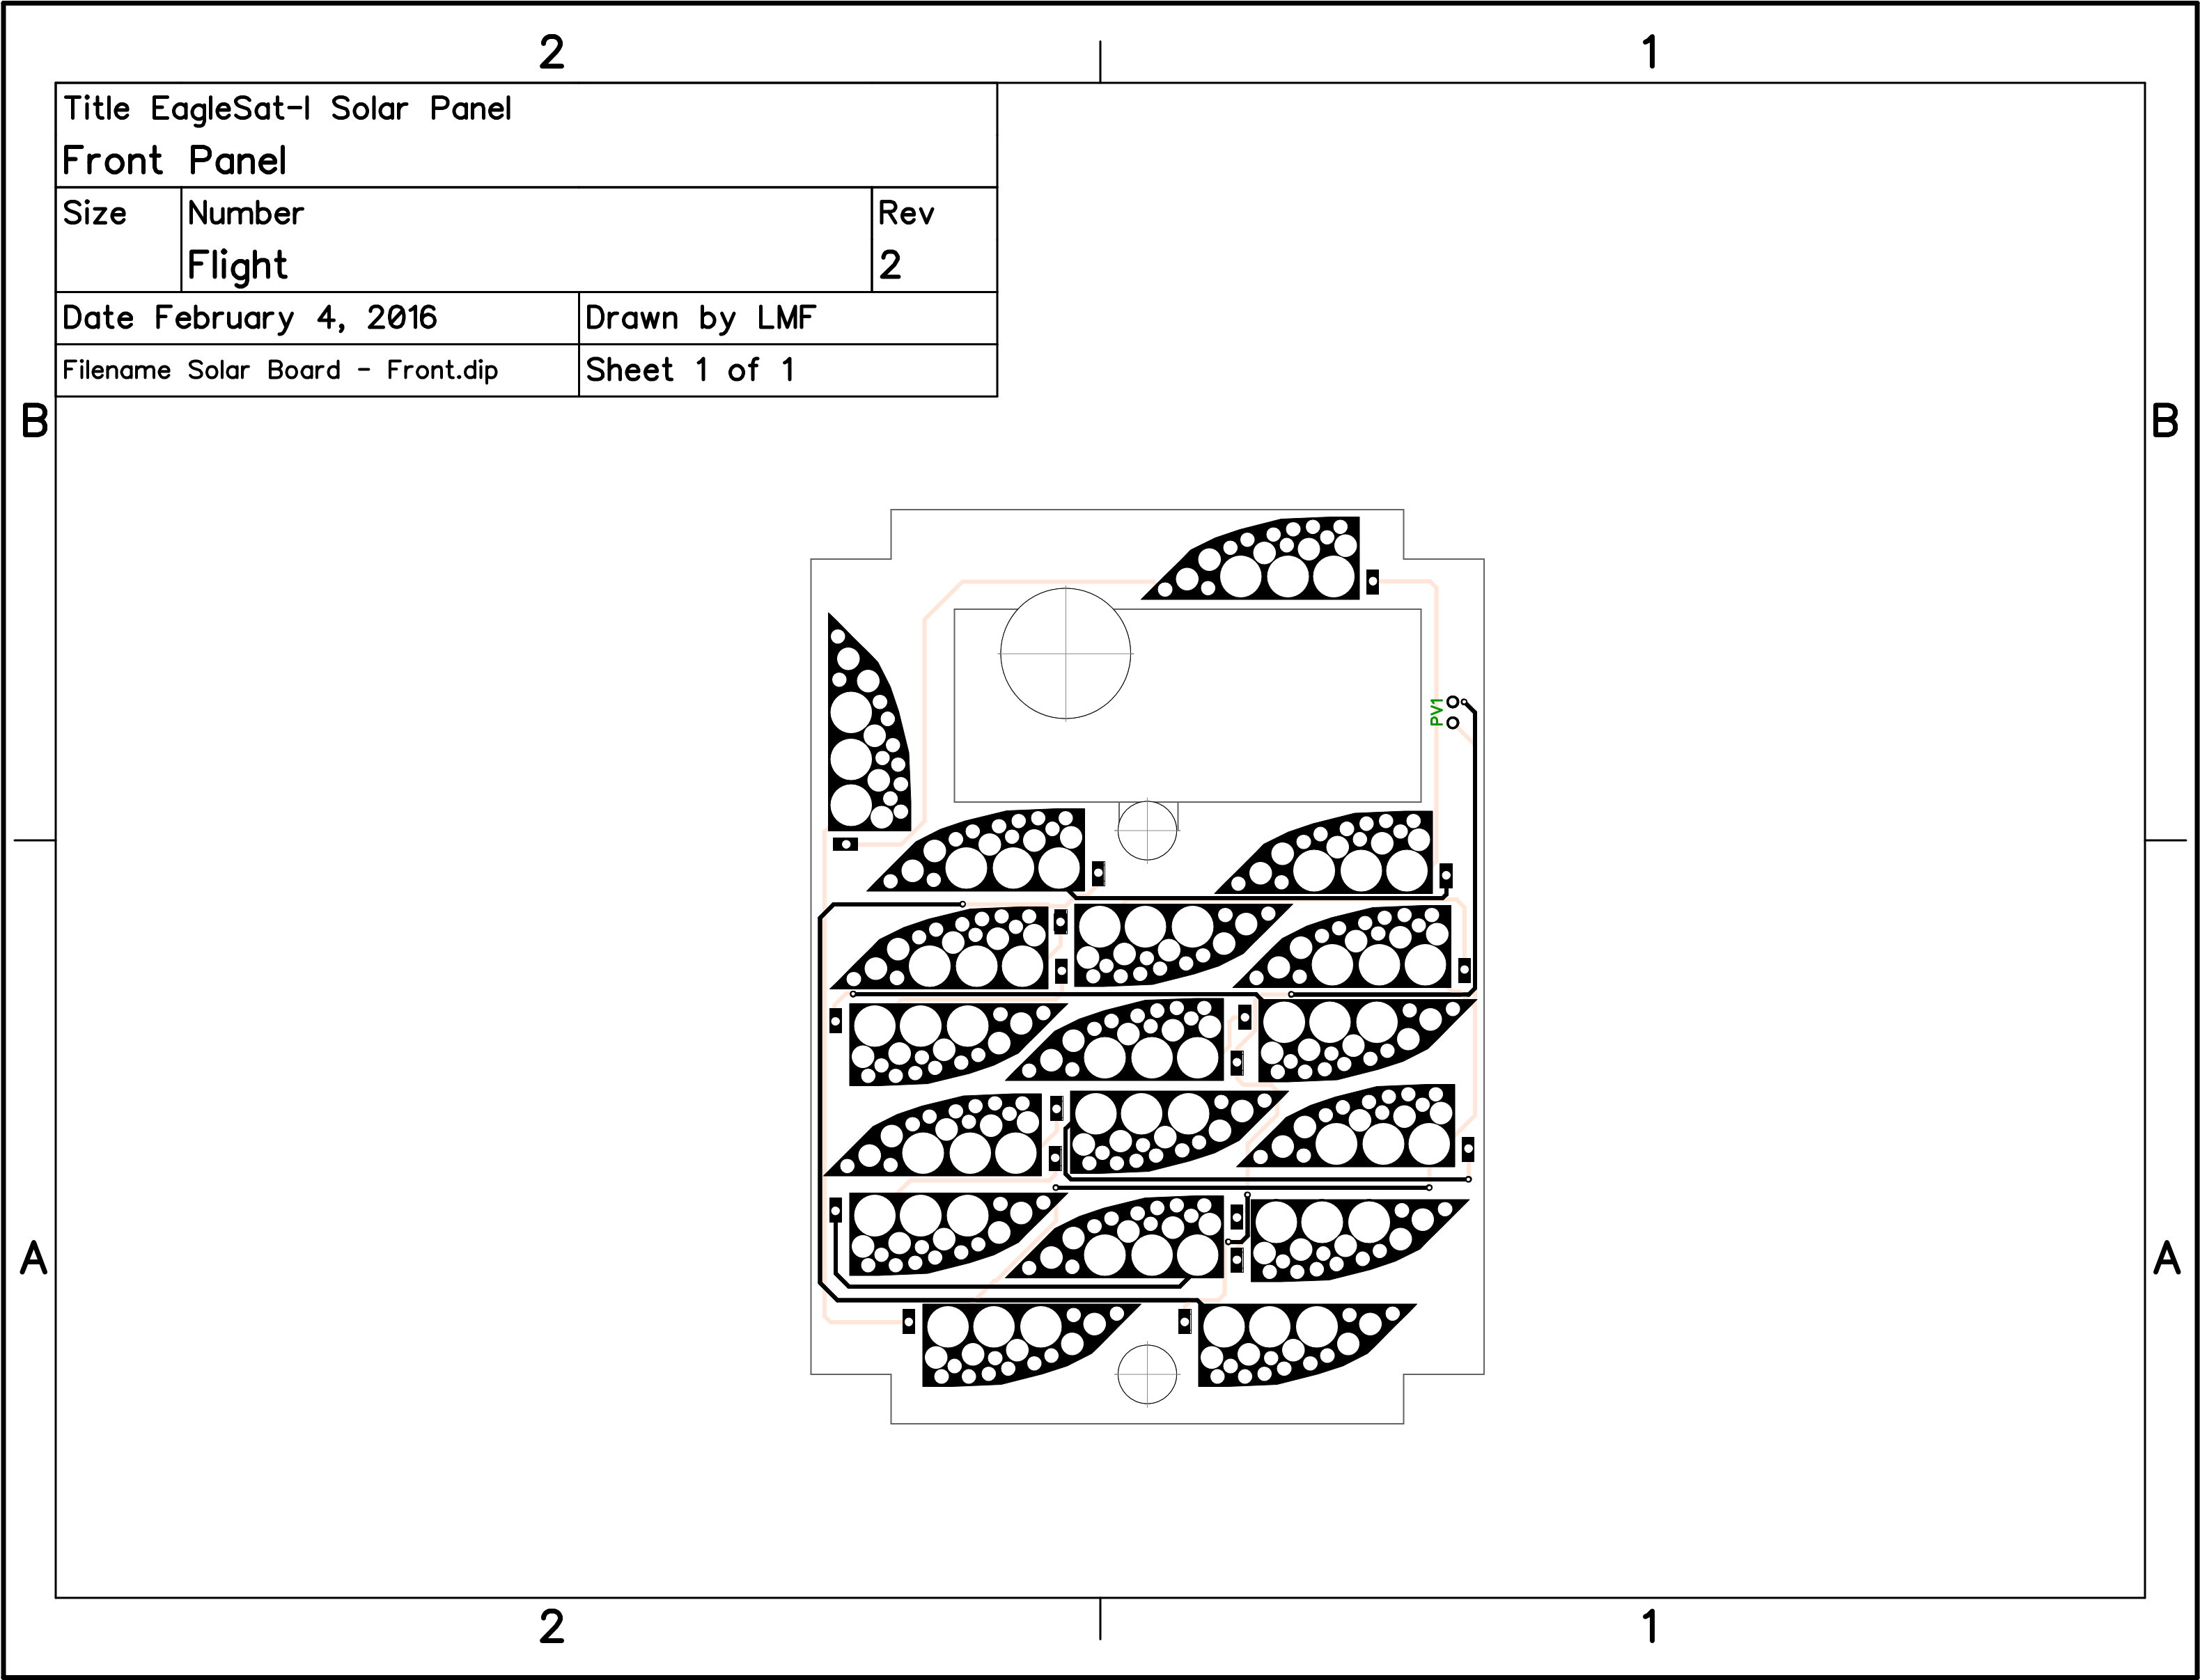 2 1
Title EagleSat-I Solar Panel
Front Panel
Size Number Rev
Flight 2
Date February 4, 2016 Drawn by LMF
Filename Solar Board - Front.dip Sheet 1 of 1
B B
PV1
A A
2 1